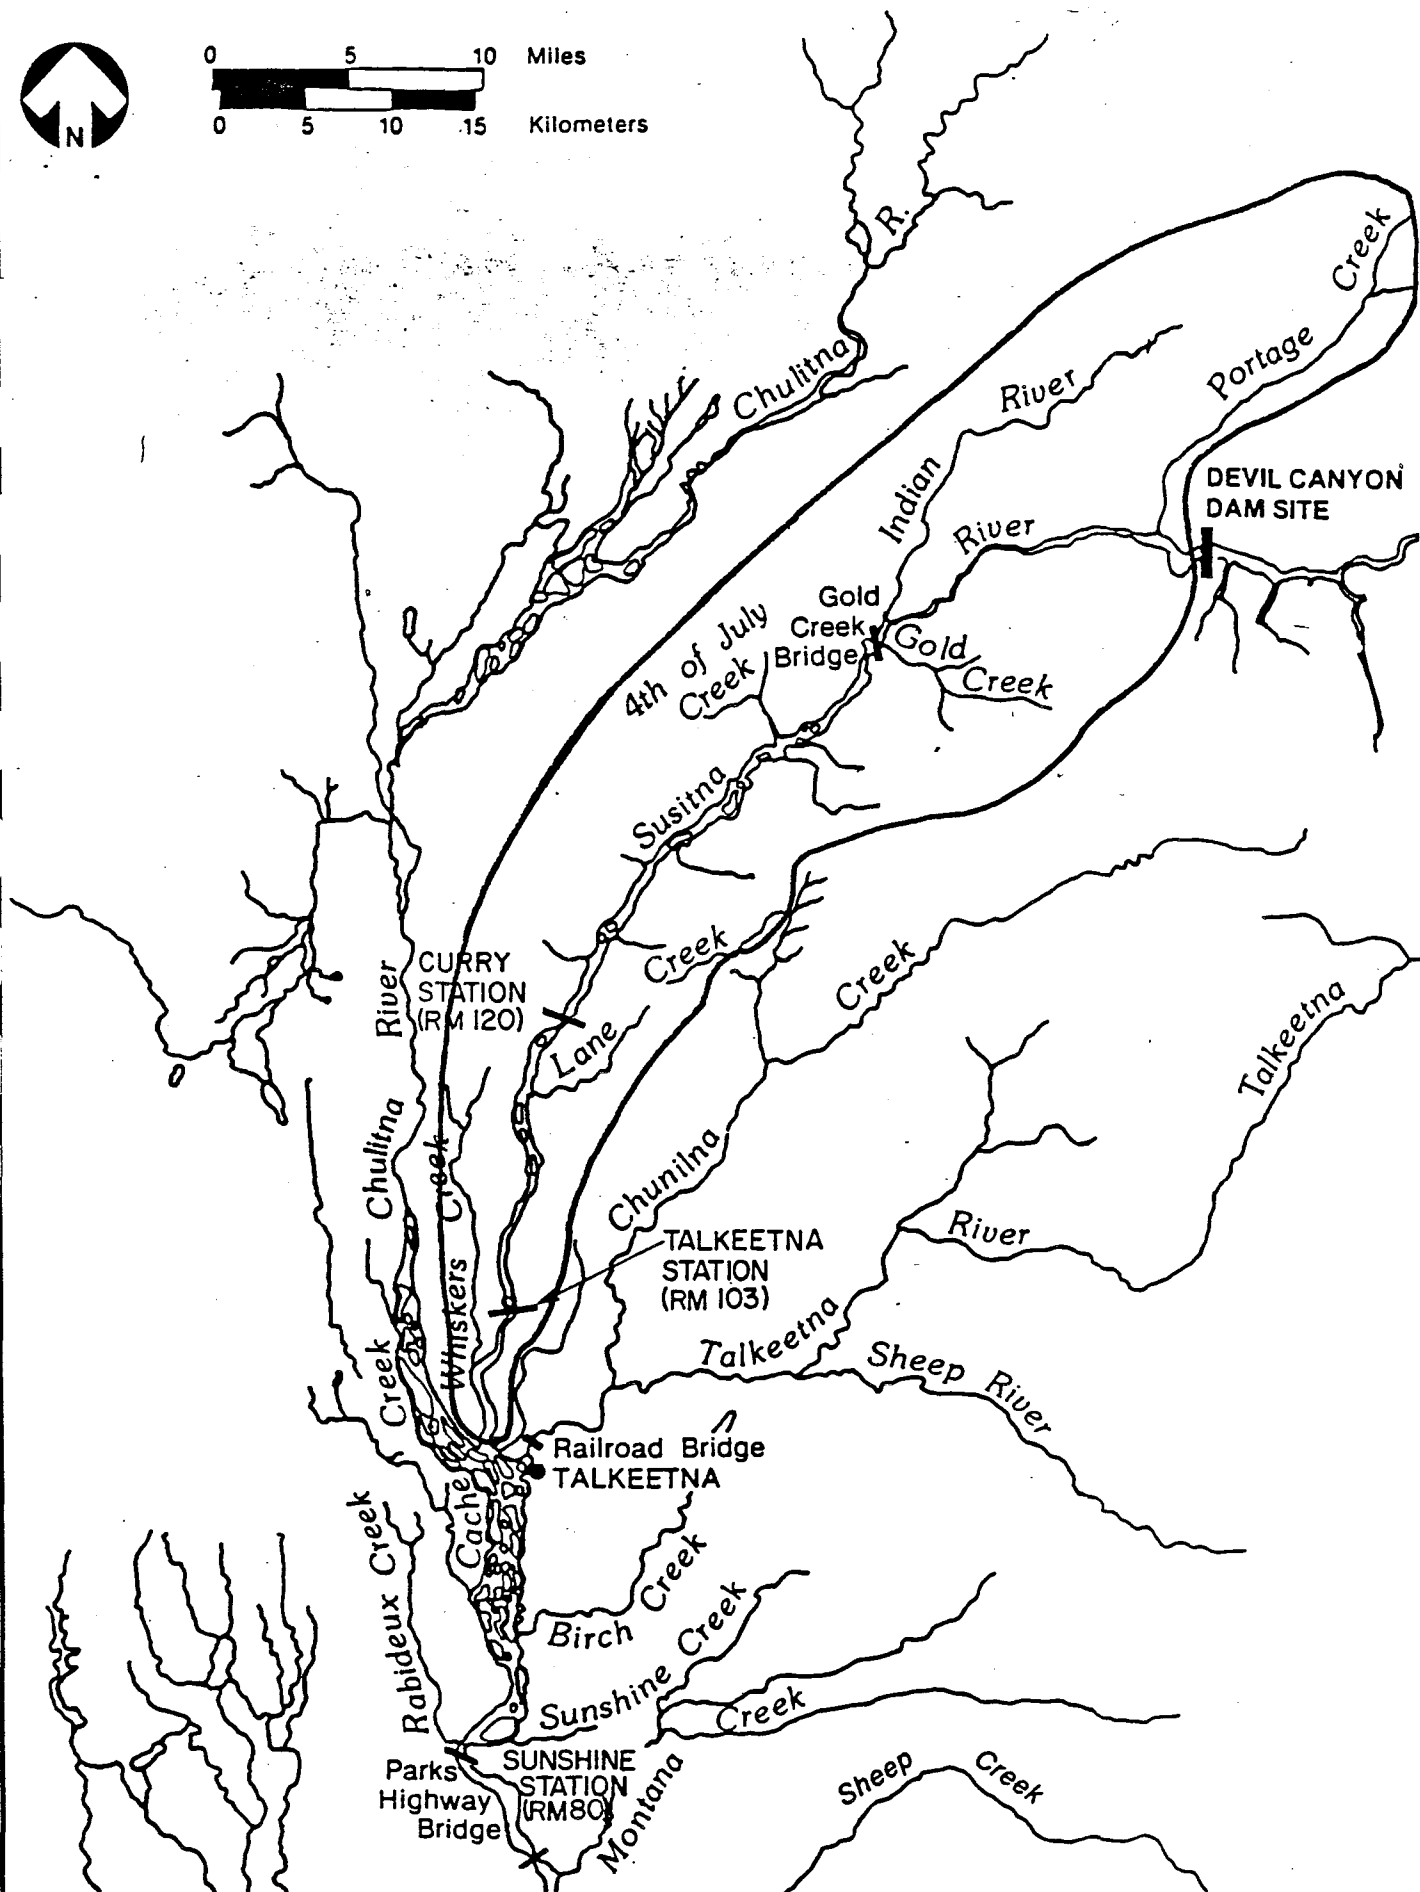 0 5 10 Miles
0 5 10 15 Kilometers
N
R.
Creek
Portage
Chulitna
River
Indian
DEVIL CANYON
DAM SITE
River
Gold
Creek
Bridge
Gold
Creek
4th of July
Creek
Susitna
Creek
Creek
CURRY
STATION
(RM 120)
River
Lane
Talkeetna
Chulitna
Creek
Chunilna
River
TALKEETNA
STATION
(RM 103)
Whiskers
Talkeetna
Sheep River
Creek
Railroad Bridge
TALKEETNA
Cache
Rabideux Creek
Birch Creek
Sunshine Creek
Creek
SUNSHINE
STATION
(RM80)
Parks
Highway
Bridge
Montana
Sheep Creek